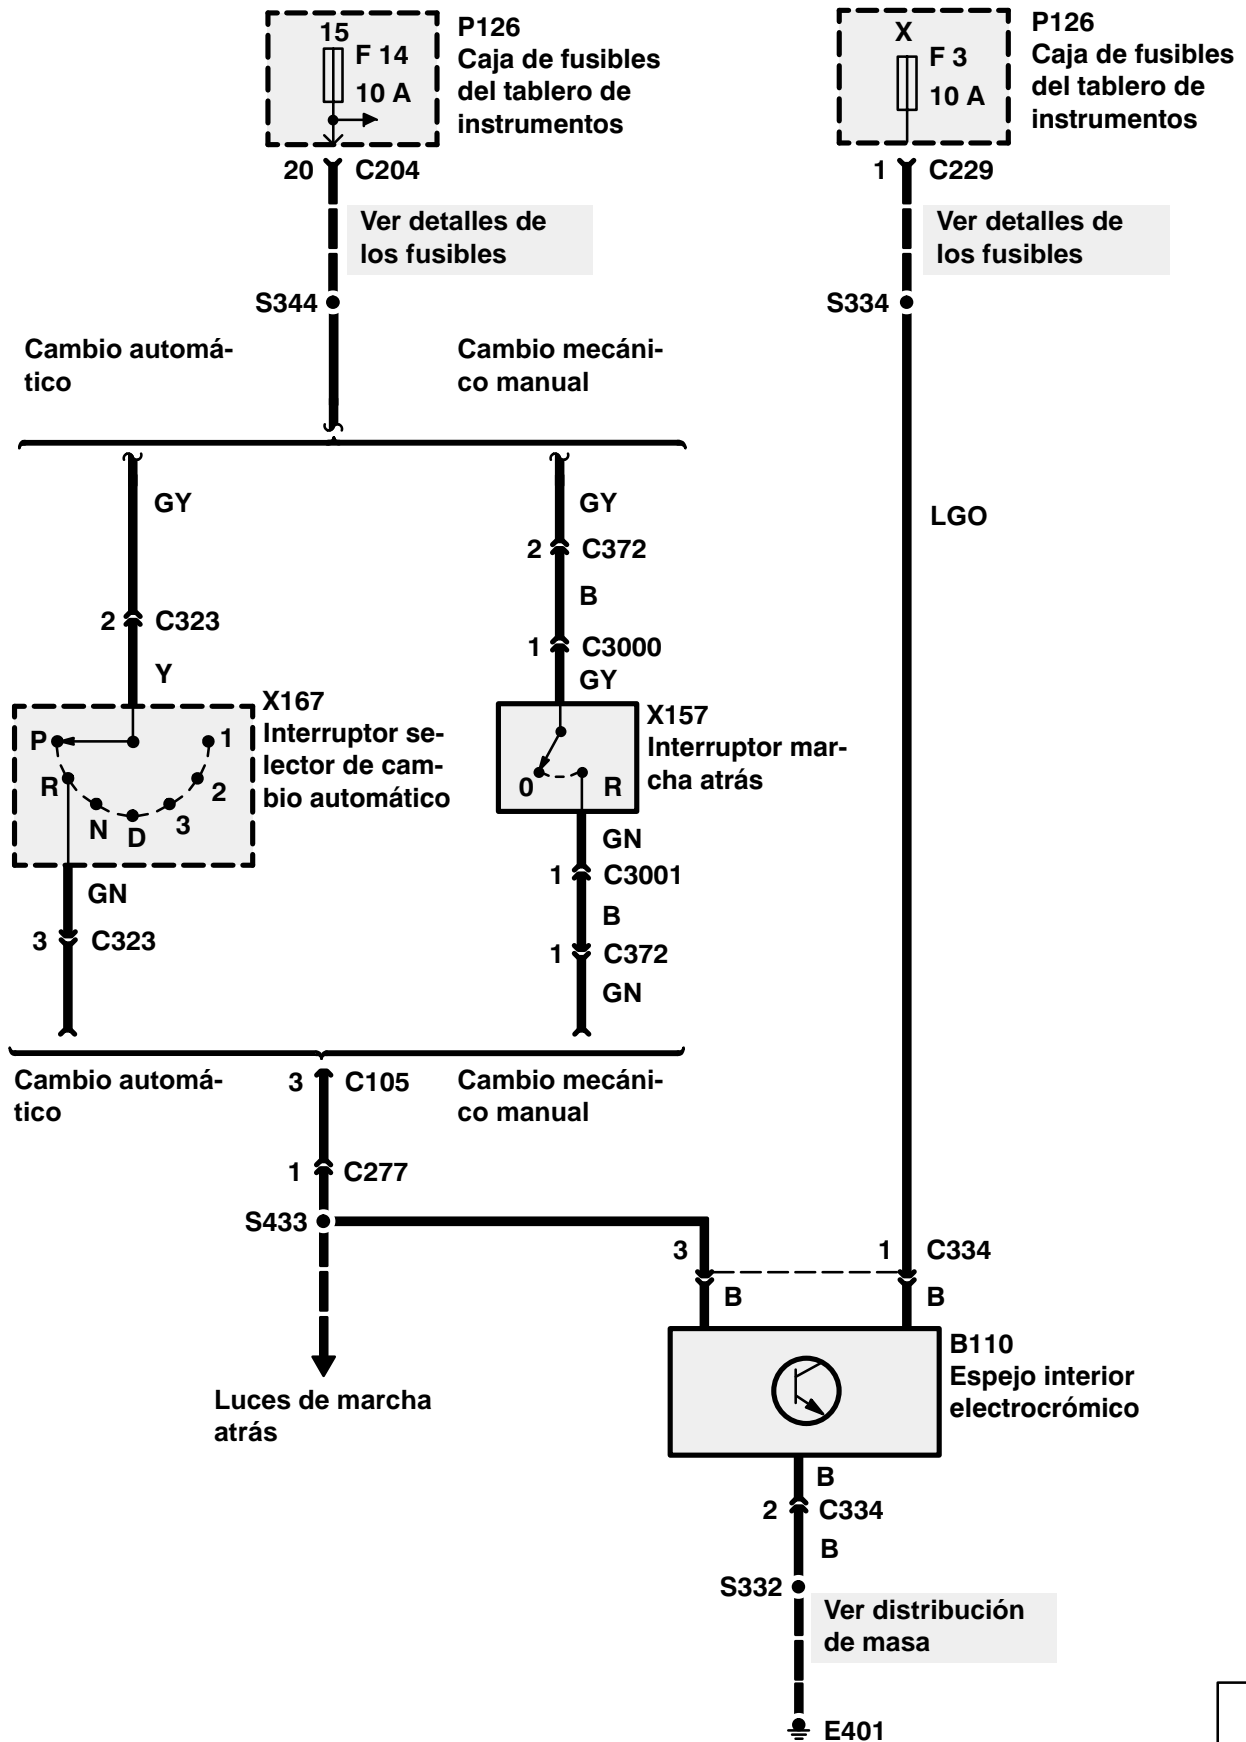 15
F 14
10 A
P126
Caja de fusibles
del tablero de
instrumentos
X
F 3
10 A
P126
Caja de fusibles
del tablero de
instrumentos
20 C204
1 C229
Ver detalles de
los fusibles
Ver detalles de
los fusibles
S344
S334
Cambio automá-
tico
Cambio mecáni-
co manual
GY
GY
LGO
2 C372
B
2 C323
1 C3000
Y
GY
X167
Interruptor se-
lector de cam-
bio automático
P
R
N
D
3
2
1
X157
Interruptor mar-
cha atrás
0
R
GN
GN
1 C3001
B
3 C323
1 C372
GN
Cambio automá-
tico
3 C105
Cambio mecáni-
co manual
1 C277
S433
3
1 C334
B
B
B110
Espejo interior
electrocrómico
Luces de marcha
atrás
B
2 C334
B
S332
Ver distribución
de masa
E401